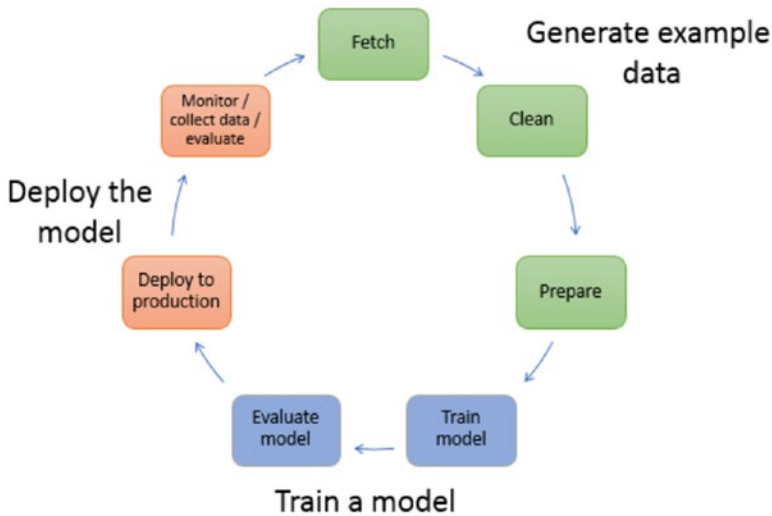 Fetch
Generate example
data
Clean
Prepare
Train
model
Train a model
Evaluate
model
Deploy to
production
Deploy the
model
Monitor /
collect data /
evaluate